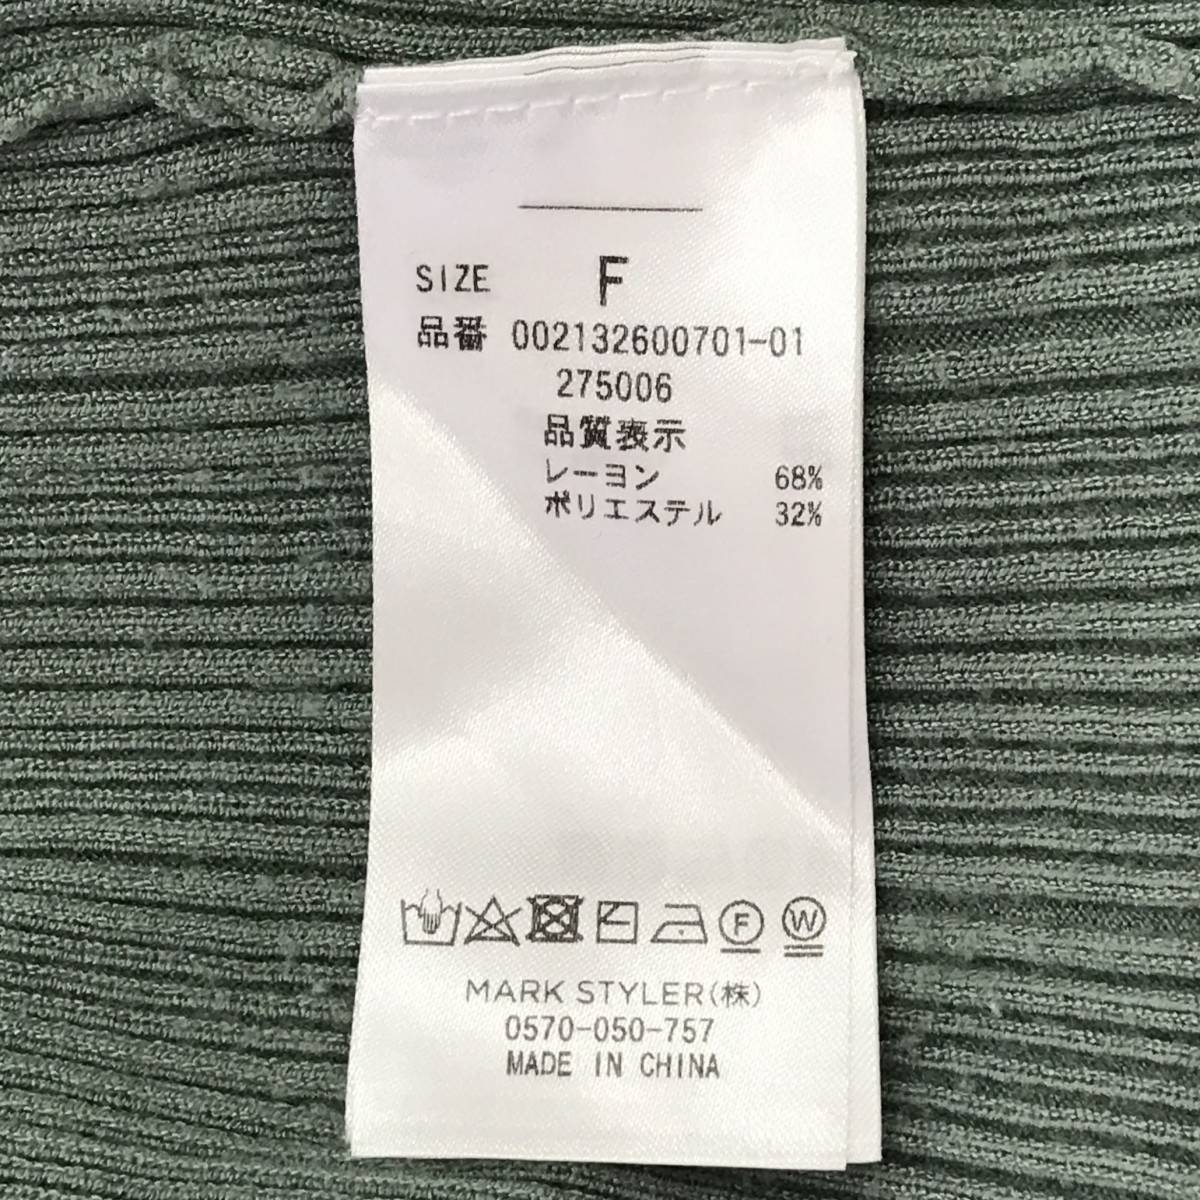 SIZE F
品番 002132600701-01
275006
品質表示
レーヨン 68%
ポリエステル 32%
F W
MARK STYLER(株)
0570-050-757
MADE IN CHINA